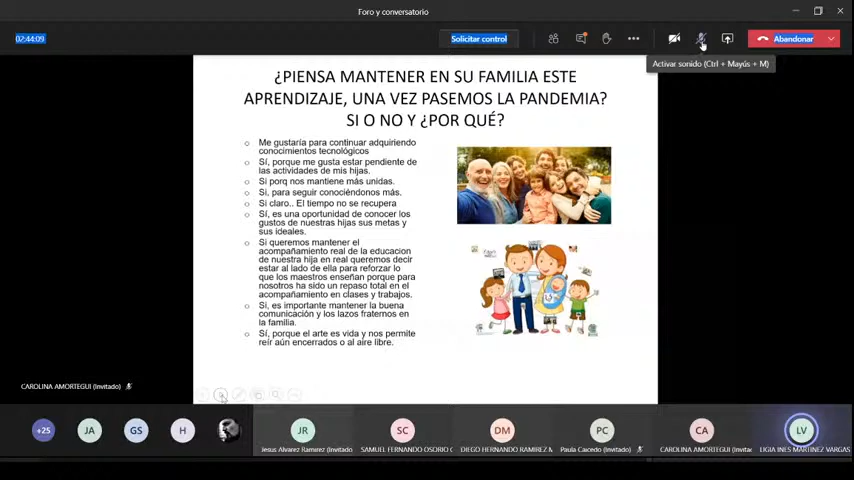 Foro y conversatorio
02:44:09
Solicitar control
Abandonar
Activar sonido (Ctrl + Mayús + M)
¿PIENSA MANTENER EN SU FAMILIA ESTE
APRENDIZAJE, UNA VEZ PASEMOS LA PANDEMIA?
SI O NO Y ¿POR QUÉ?
Me gustaría para continuar adquiriendo
conocimientos tecnológicos
Sí, porque me gusta estar pendiente de
las actividades de mis hijas.
Si porq nos mantiene más unidas.
Si, para seguir conociéndonos más.
Si claro.. El tiempo no se recupera
Sí, es una oportunidad de conocer los
gustos de nuestras hijas sus metas y
sus ideales.
Si queremos mantener el
acompañamiento real de la educacion
de nuestra hija en real queremos decir
estar al lado de ella para reforzar lo
que los maestros enseñan porque para
nosotros ha sido un repaso total en el
acompañamiento en clases y trabajos.
Si, es importante mantener la buena
comunicación y los lazos fraternos en
la familia.
Sí, porque el arte es vida y nos permite
reír aún encerrados o al aire libre.
CAROLINA AMORTEGUI (Invitado)
+25
JA
GS
H
JR
SC
DM
PC
CA
LV
Jesus Alvarez Ramirez (Invitado)
SAMUEL FERNANDO OSORIO C
DIEGO HERNANDO RAMIREZ M
Paula Caicedo (Invitado)
CAROLINA AMORTEGUI (Invitac
LIGIA INES MARTINEZ VARGAS